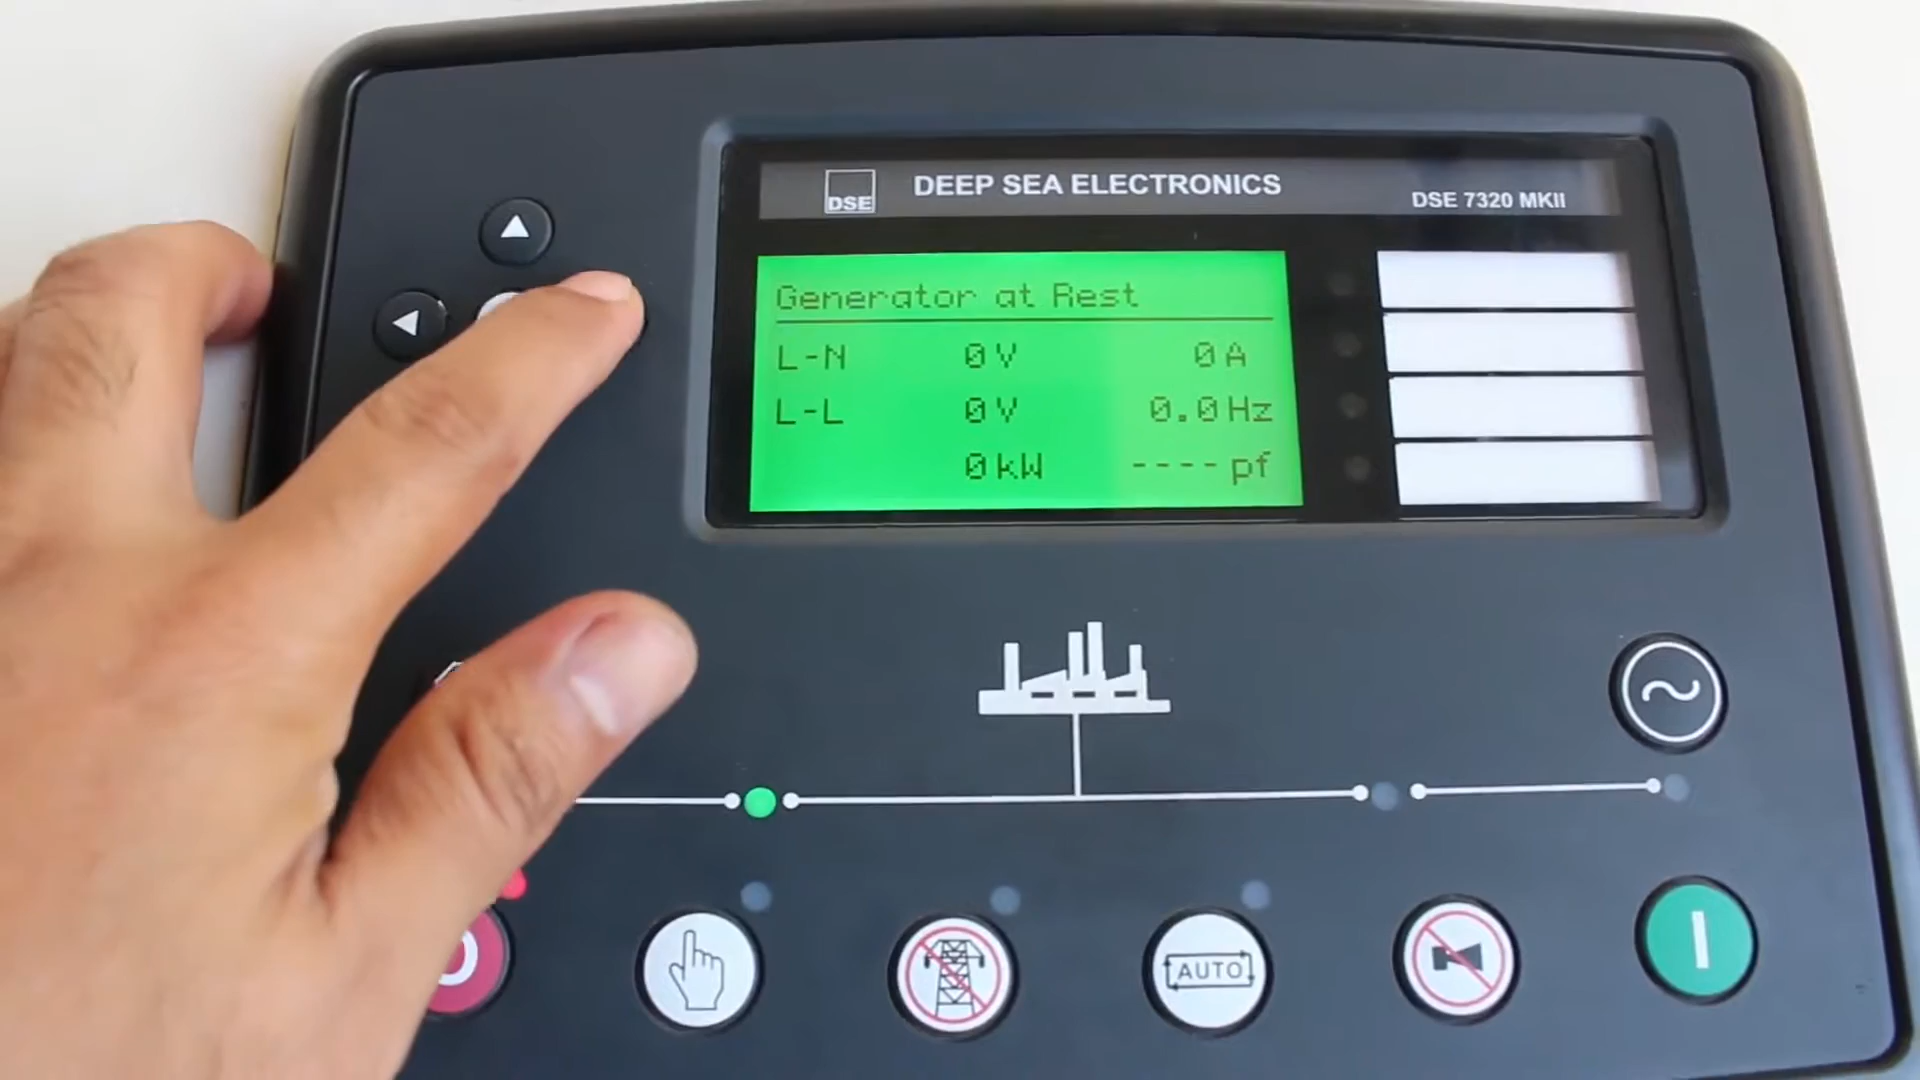 DSE
DEEP SEA ELECTRONICS
DSE 7320 MKII
Generator at Rest
L-N 0V 0A
L-L 0V 0.0Hz
0kW ----pf
AUTO